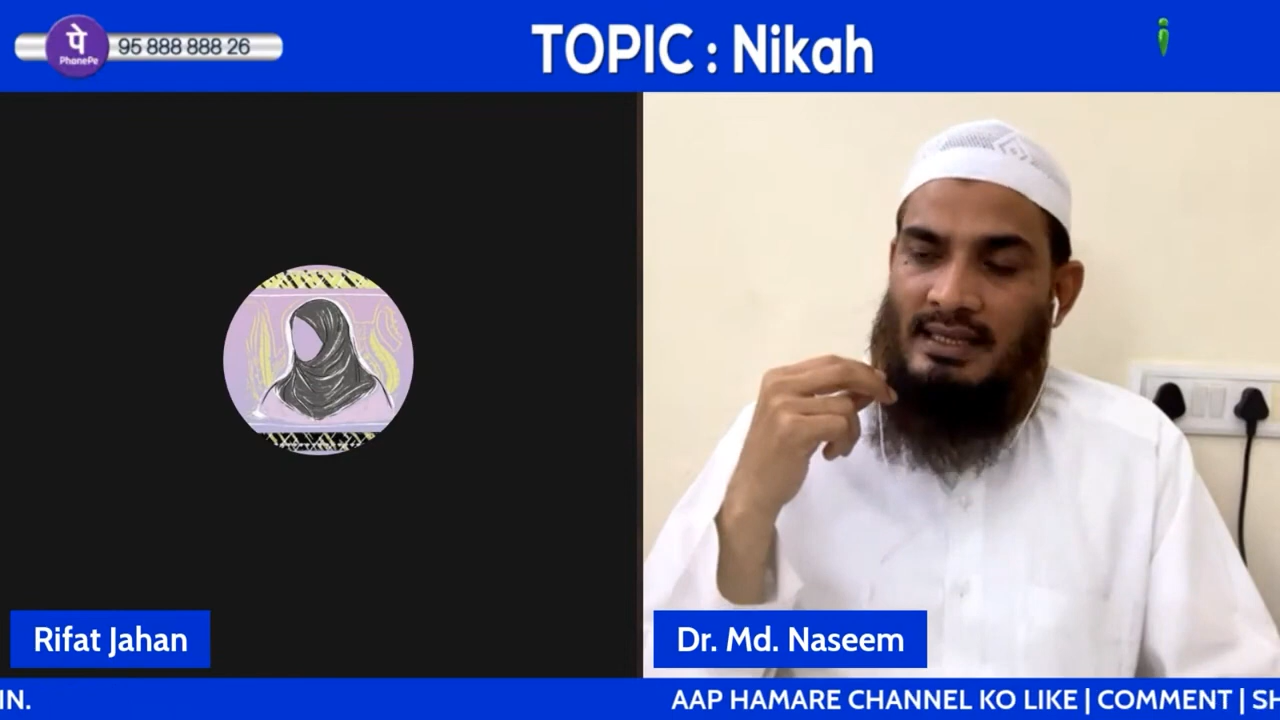 पे
PhonePe
95 888 888 26
TOPIC : Nikah
Rifat Jahan
Dr. Md. Naseem
IN.
AAP HAMARE CHANNEL KO LIKE | COMMENT | SH